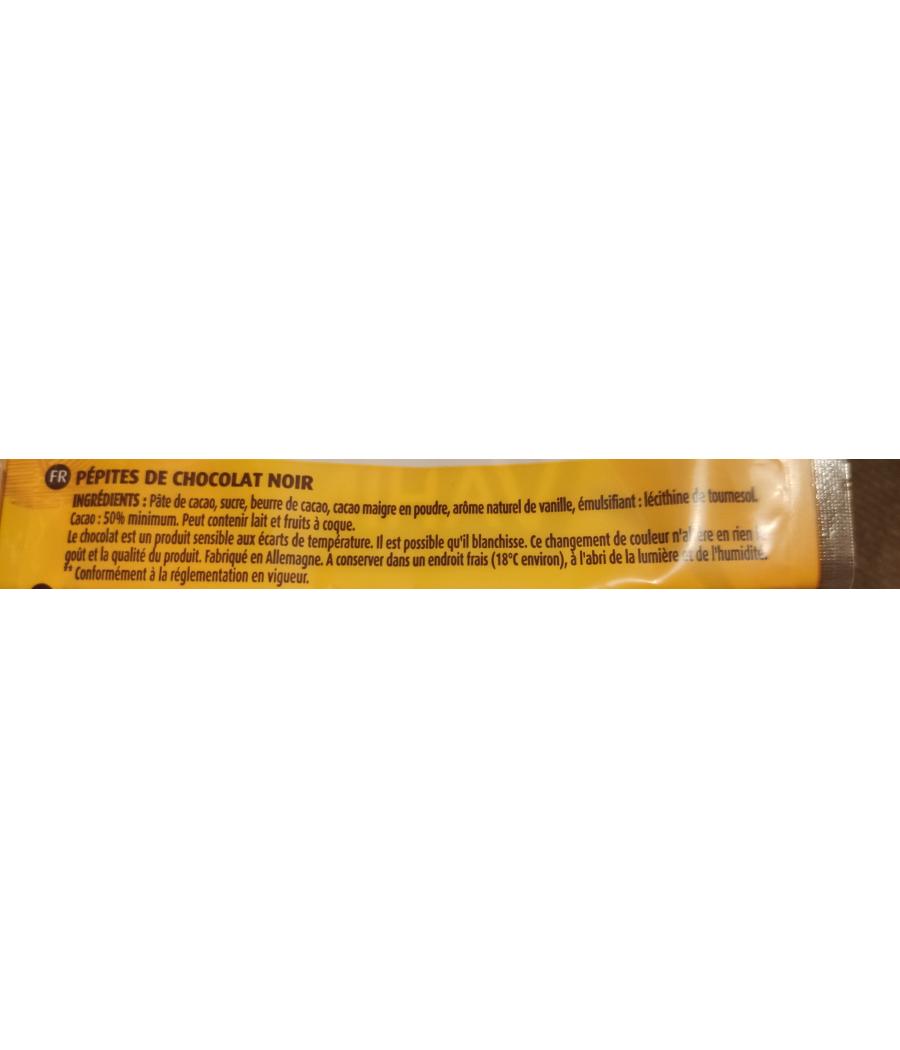 FR PÉPITES DE CHOCOLAT NOIR
INGRÉDIENTS : Pâte de cacao, sucre, beurre de cacao, cacao maigre en poudre, arôme naturel de vanille, émulsifiant : lécithine de tournesol.
Cacao : 50% minimum. Peut contenir lait et fruits à coque.
Le chocolat est un produit sensible aux écarts de température. Il est possible qu'il blanchisse. Ce changement de couleur n'altère en rien le
goût et la qualité du produit. Fabriqué en Allemagne. A conserver dans un endroit frais (18°C environ), à l'abri de la lumière et de l'humidité.
** Conformément à la réglementation en vigueur.